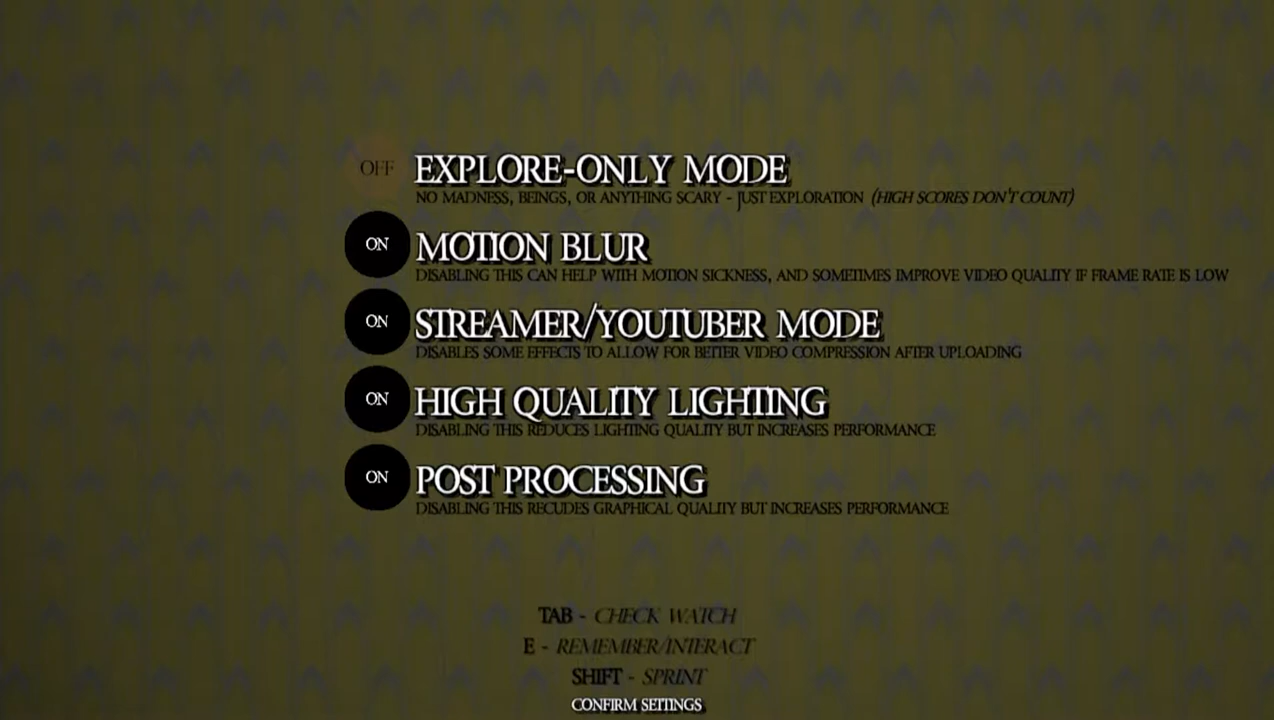 OFF EXPLORE-ONLY MODE
NO MADNESS, BEINGS, OR ANYTHING SCARY - JUST EXPLORATION (HIGH SCORES DON'T COUNT)
ON MOTION BLUR
DISABLING THIS CAN HELP WITH MOTION SICKNESS, AND SOMETIMES IMPROVE VIDEO QUALITY IF FRAME RATE IS LOW
ON STREAMER/YOUTUBER MODE
DISABLES SOME EFFECTS TO ALLOW FOR BETTER VIDEO COMPRESSION AFTER UPLOADING
ON HIGH QUALITY LIGHTING
DISABLING THIS REDUCES LIGHTING QUALITY BUT INCREASES PERFORMANCE
ON POST PROCESSING
DISABLING THIS RECUDES GRAPHICAL QUALITY BUT INCREASES PERFORMANCE
TAB - CHECK WATCH
E - REMEMBER/INTERACT
SHIFT - SPRINT
CONFIRM SETTINGS